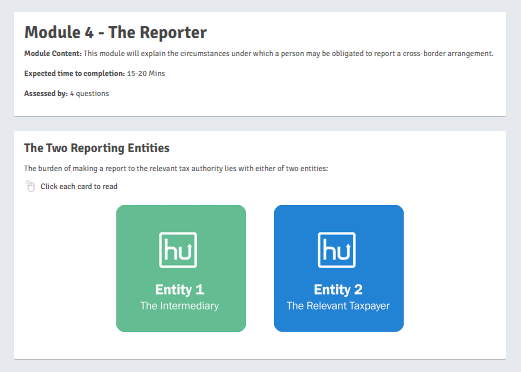 Module 4 - The Reporter
Module Content: This module will explain the circumstances under which a person may be obligated to report a cross-border arrangement.
Expected time to completion: 15-20 Mins
Assessed by: 4 questions
The Two Reporting Entities
The burden of making a report to the relevant tax authority lies with either of two entities:
Click each card to read
hu
Entity 1
The Intermediary
hu
Entity 2
The Relevant Taxpayer